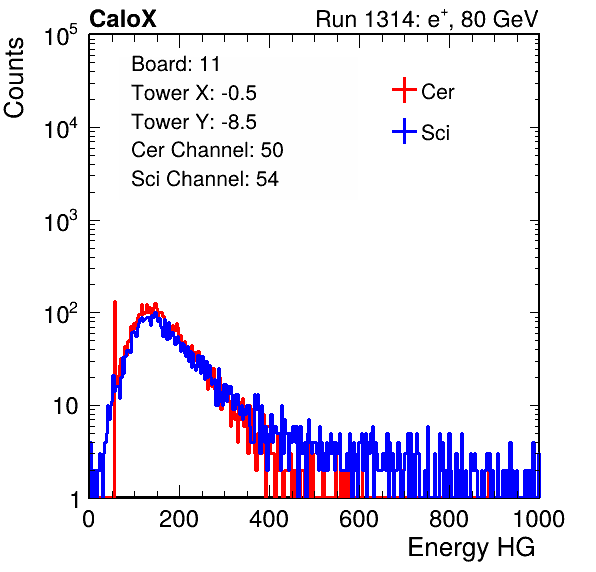 CaloX Run 1314: e⁺, 80 GeV
Counts
Board: 11
Tower X: -0.5
Tower Y: -8.5
Cer Channel: 50
Sci Channel: 54
Cer
Sci
10⁵
10⁴
10³
10²
10
1
0 200 400 600 800 1000
Energy HG